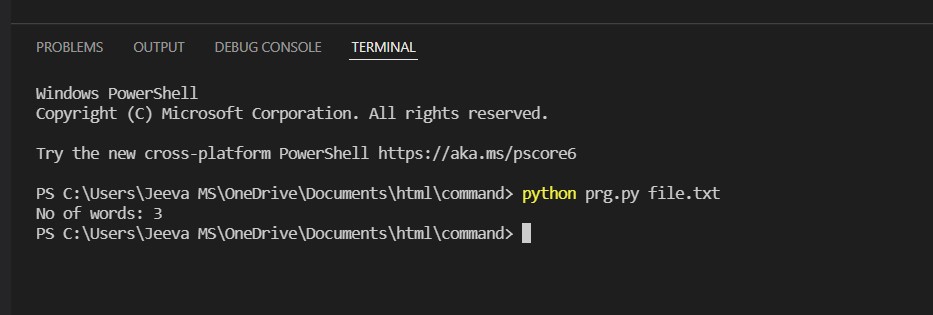 PROBLEMS OUTPUT DEBUG CONSOLE TERMINAL
Windows PowerShell
Copyright (C) Microsoft Corporation. All rights reserved.
Try the new cross-platform PowerShell https://aka.ms/pscore6
PS C:\Users\Jeeva MS\OneDrive\Documents\html\command> python prg.py file.txt
No of words: 3
PS C:\Users\Jeeva MS\OneDrive\Documents\html\command>